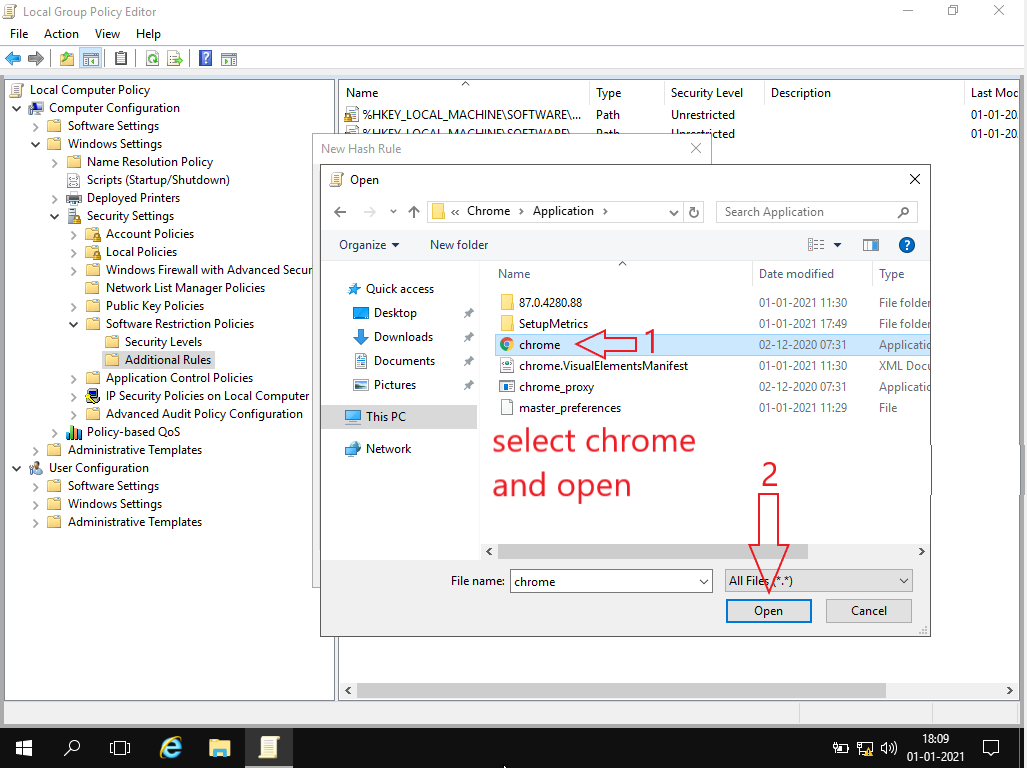 Local Group Policy Editor
File Action View Help
Local Computer Policy
Computer Configuration
Software Settings
Windows Settings
Name Resolution Policy
Scripts (Startup/Shutdown)
Deployed Printers
Security Settings
Account Policies
Local Policies
Windows Firewall with Advanced Secur
Network List Manager Policies
Public Key Policies
Software Restriction Policies
Security Levels
Additional Rules
Application Control Policies
IP Security Policies on Local Computer
Advanced Audit Policy Configuration
Policy-based QoS
Administrative Templates
User Configuration
Software Settings
Windows Settings
Administrative Templates
Name Type Security Level Description Last Moc
%HKEY_LOCAL_MACHINE\SOFTWARE\... Path Unrestricted 01-01-20
%HKEY_LOCAL_MACHINE\SOFTWARE\... Path Unrestricted 01-01-20
New Hash Rule
Open
« Chrome > Application >
Search Application
Organize New folder
Quick access
Desktop
Downloads
Documents
Pictures
This PC
Network
Name Date modified Type
87.0.4280.88 01-01-2021 11:30 File folder
SetupMetrics 01-01-2021 17:49 File folder
chrome 02-12-2020 07:31 Applicatic
1
chrome.VisualElementsManifest 01-01-2021 11:30 XML Docu
chrome_proxy 02-12-2020 07:31 Applicatic
master_preferences 01-01-2021 11:29 File
select chrome
and open
2
File name: chrome All Files (*.*)
Open Cancel
18:09
01-01-2021